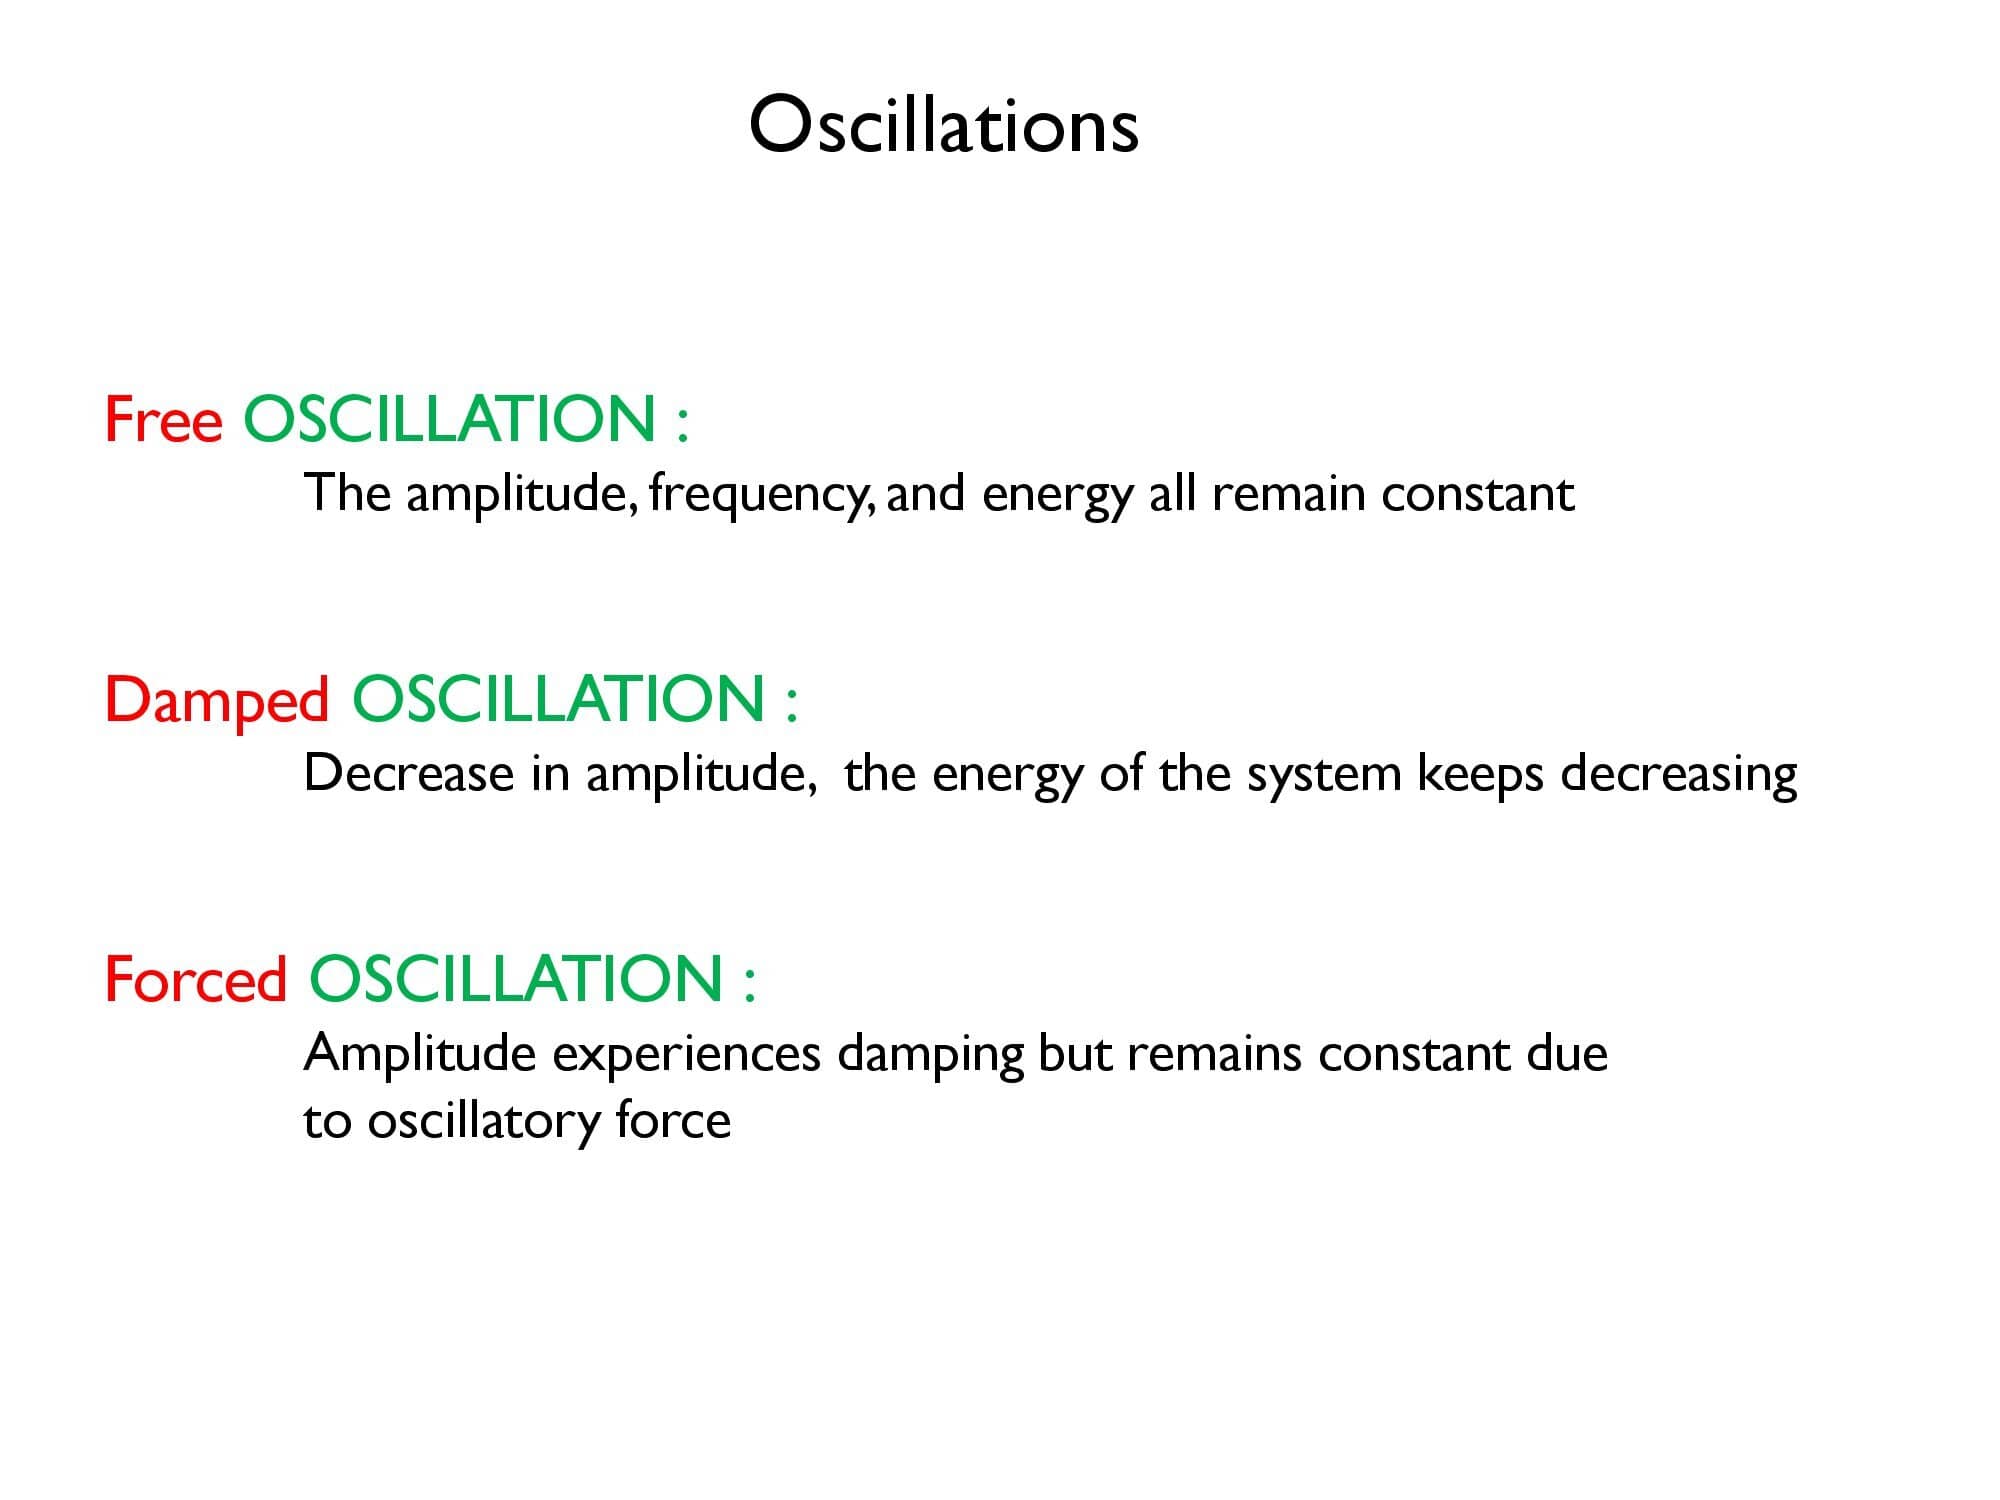 Oscillations
Free OSCILLATION :
The amplitude, frequency, and energy all remain constant
Damped OSCILLATION :
Decrease in amplitude,  the energy of the system keeps decreasing
Forced OSCILLATION :
Amplitude experiences damping but remains constant due
to oscillatory force